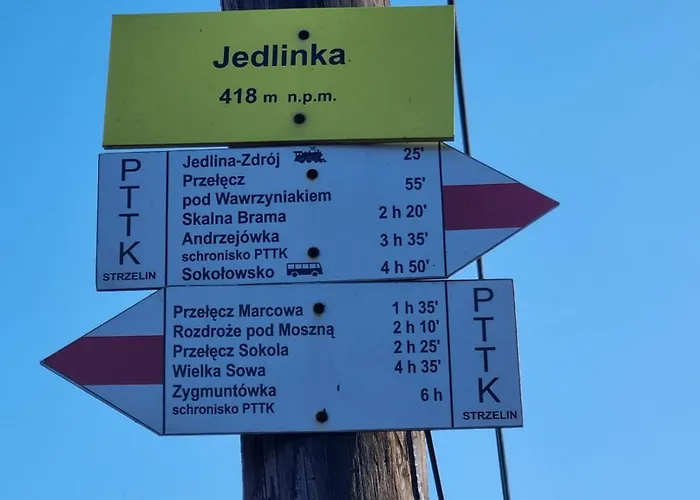 Jedlinka
418 m n.p.m.
PTTK
STRZELIN
Jedlina-Zdrój 25'
Przełęcz
pod Wawrzyniakiem 55'
Skalna Brama 2 h 20'
Andrzejówka 3 h 35'
schronisko PTTK
Sokołowsko 4 h 50'
Przełęcz Marcowa 1 h 35'
Rozdroże pod Moszną 2 h 10'
Przełęcz Sokola 2 h 25'
Wielka Sowa 4 h 35'
Zygmuntówka 6 h
schronisko PTTK
PTTK
STRZELIN